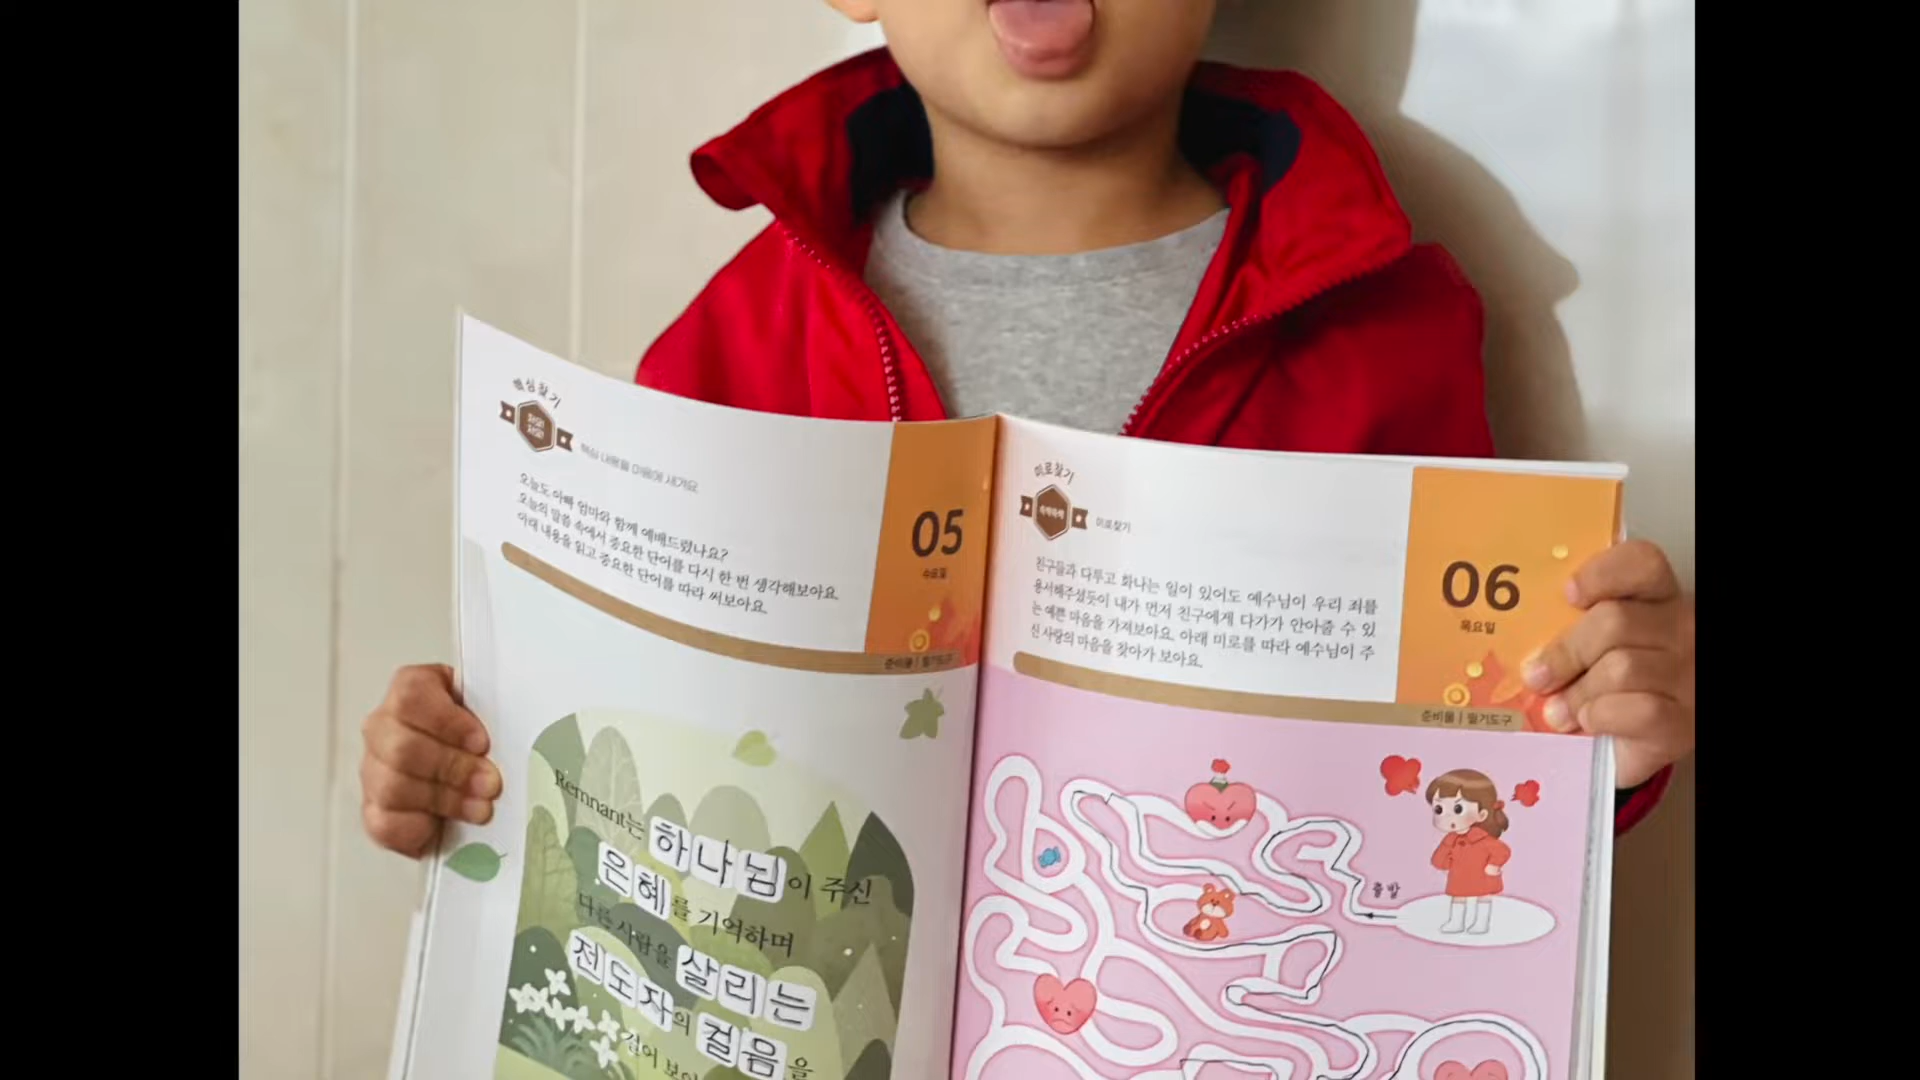 핵심찾기
핵심 내용을 마음에 새겨요
오늘도 아빠 엄마와 함께 예배드렸나요?
오늘의 말씀 속에서 중요한 단어를 다시 한 번 생각해보아요.
아래 내용을 읽고 중요한 단어를 따라 써보아요.
05
수요일
준비물 | 필기도구
Remnant는 하나님이 주신
은혜를 기억하며
다른 사람을 살리는
전도자의 걸음을
걸어
미로찾기
미로찾기
친구들과 다투고 화나는 일이 있어도 예수님이 우리 죄를
용서해주셨듯이 내가 먼저 친구에게 다가가 안아줄 수 있
는 예쁜 마음을 가져보아요. 아래 미로를 따라 예수님이 주
신 사랑의 마음을 찾아가 보아요.
06
목요일
준비물 | 필기도구
출발